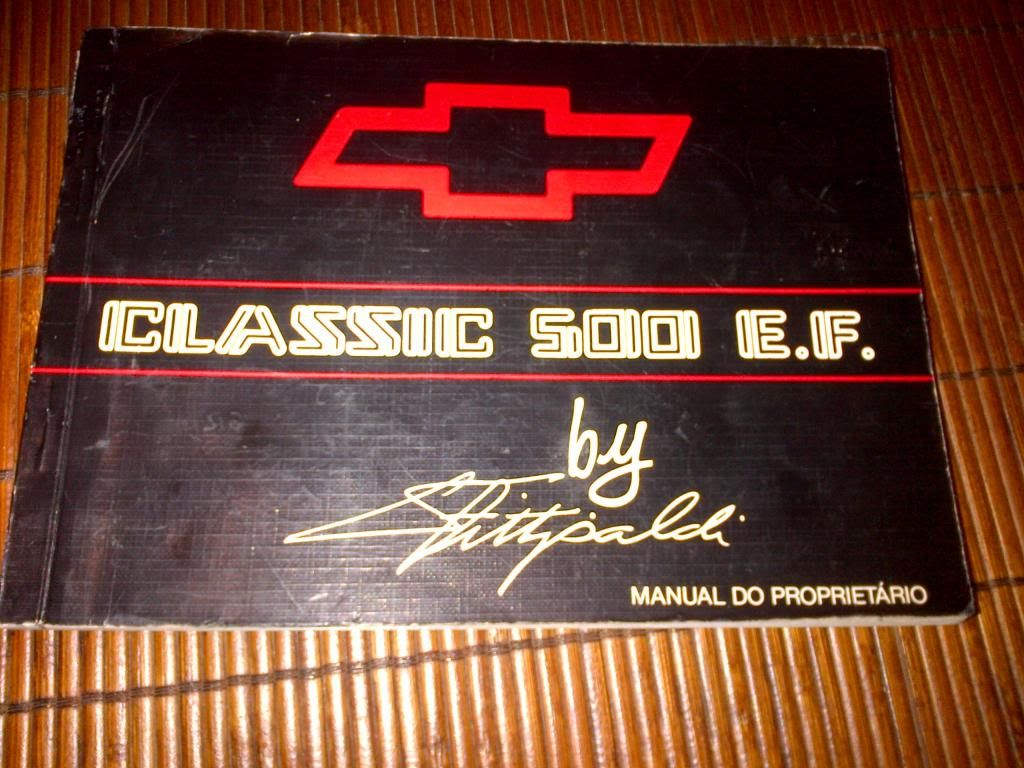 CLASSIC 500 E.F.
by
Fittipaldi
MANUAL DO PROPRIETÁRIO